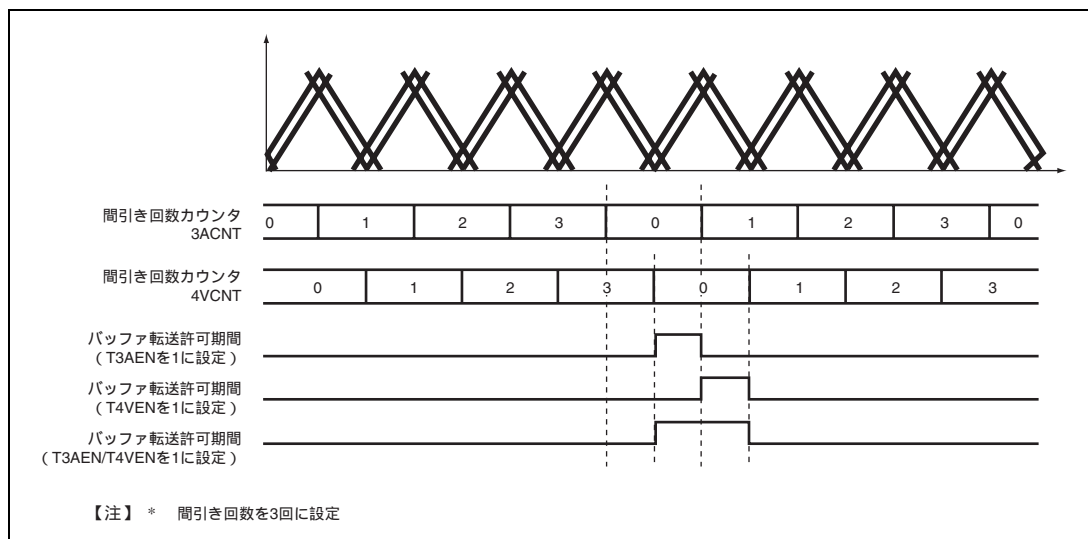 間引き回数カウンタ
3ACNT
0 1 2 3 0 1 2 3 0
間引き回数カウンタ
4VCNT
0 1 2 3 0 1 2 3
バッファ転送許可期間
（T3AENを1に設定）
バッファ転送許可期間
（T4VENを1に設定）
バッファ転送許可期間
（T3AEN/T4VENを1に設定）
【注】 * 間引き回数を3回に設定